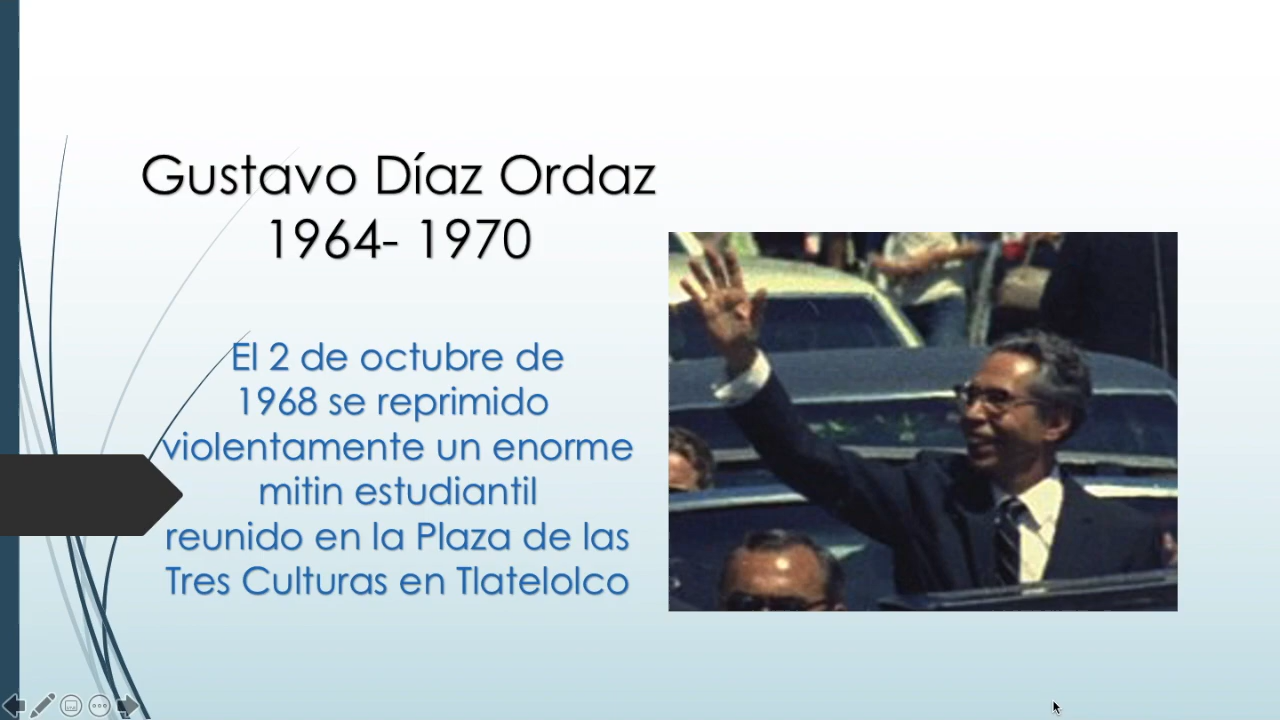 Gustavo Díaz Ordaz
1964- 1970
El 2 de octubre de
1968 se reprimido
violentamente un enorme
mitin estudiantil
reunido en la Plaza de las
Tres Culturas en Tlatelolco